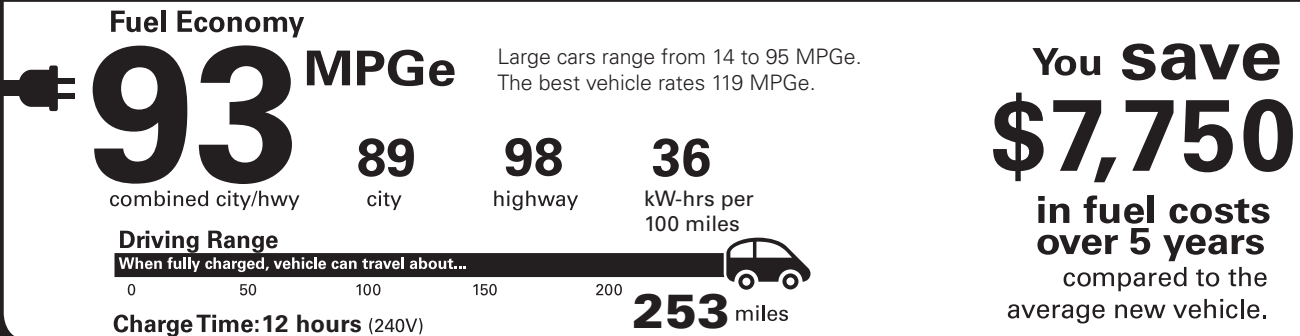 Fuel Economy
93 MPGe
combined city/hwy
Large cars range from 14 to 95 MPGe.
The best vehicle rates 119 MPGe.
89
city
98
highway
36
kW-hrs per
100 miles
Driving Range
When fully charged, vehicle can travel about...
0 50 100 150 200
253 miles
Charge Time: 12 hours (240V)
You save
$7,750
in fuel costs
over 5 years
compared to the
average new vehicle.